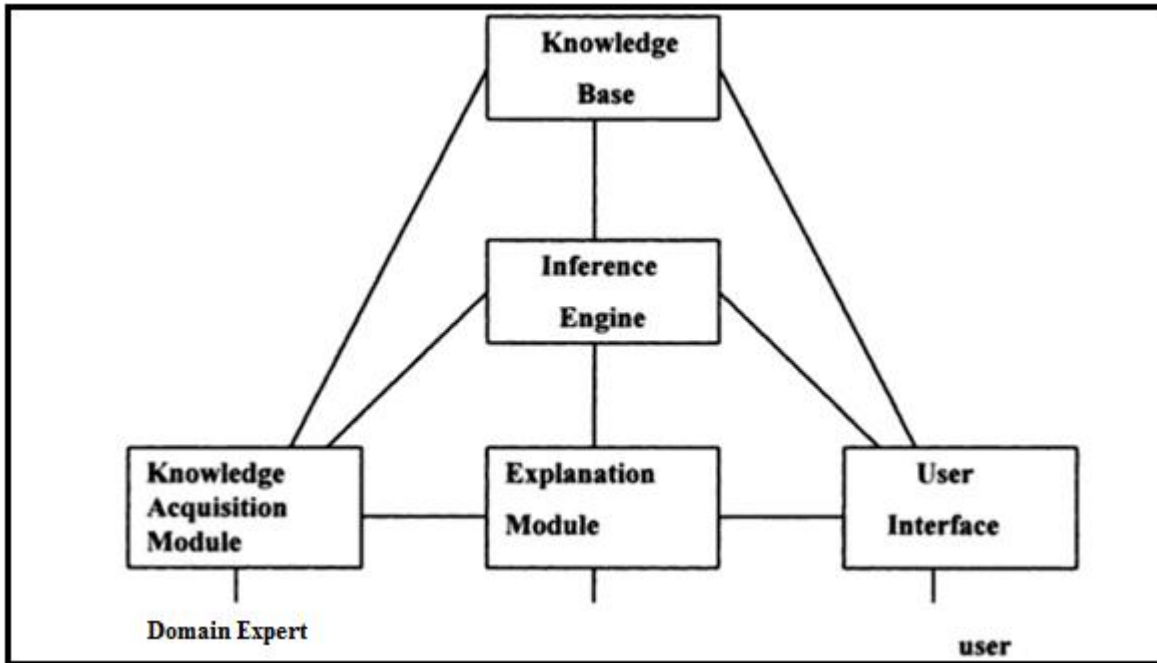 Knowledge
Base
Inference
Engine
Knowledge
Acquisition
Module
Explanation
Module
User
Interface
Domain Expert
user